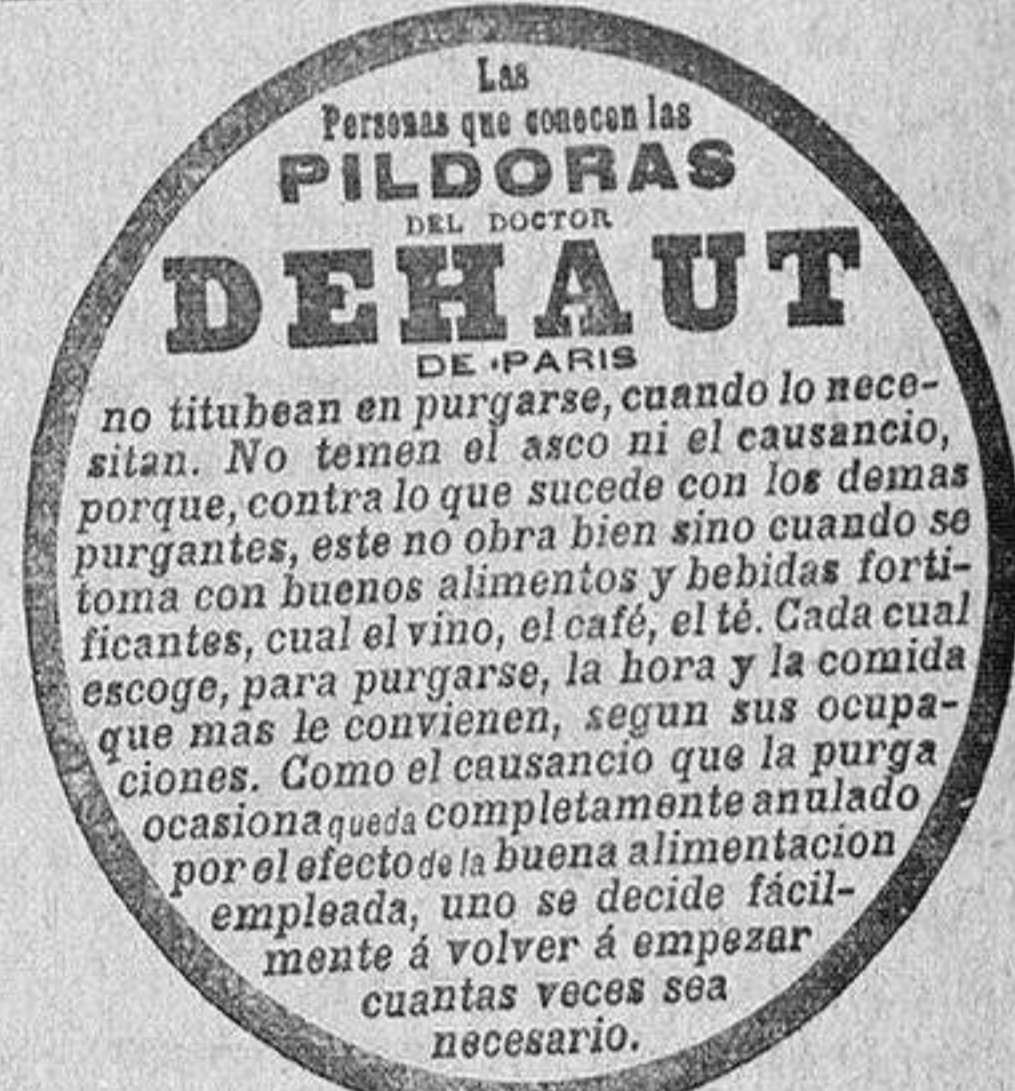 Las
Personas que conocen las
PILDORAS
DEL DOCTOR
DEHAUT
DE PARIS
no titubean en purgarse, cuando lo nece-
sitan. No temen el asco ni el causancio,
porque, contra lo que sucede con los demas
purgantes, este no obra bien sino cuando se
toma con buenos alimentos y bebidas forti-
ficantes, cual el vino, el café, el té. Cada cual
escoge, para purgarse, la hora y la comida
que mas le convienen, segun sus ocupa-
ciones. Como el causancio que la purga
ocasiona queda completamente anulado
por el efecto de la buena alimentacion
empleada, uno se decide fácil-
mente á volver á empezar
cuantas veces sea
necesario.